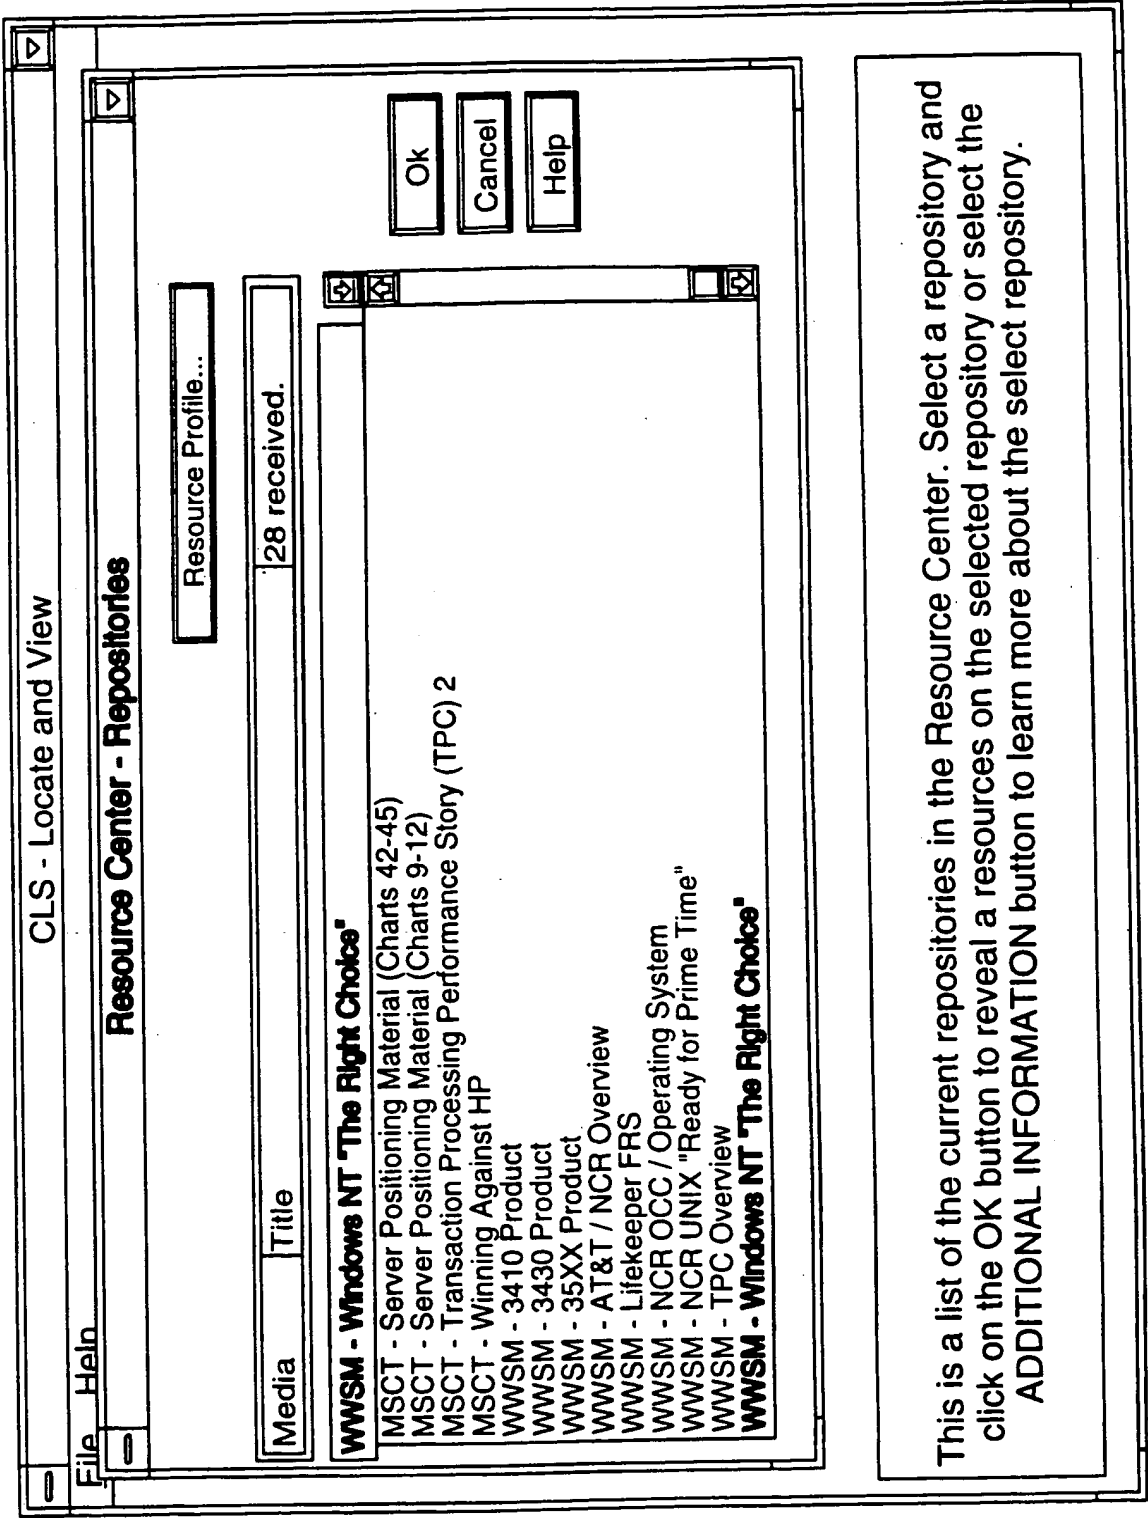 CLS - Locate and View
File Help
Resource Center - Repositories
Resource Profile...
Media Title 28 received.
WWSM - Windows NT "The Right Choice"
MSCT - Server Positioning Material (Charts 42-45)
MSCT - Server Positioning Material (Charts 9-12)
MSCT - Transaction Processing Performance Story (TPC) 2
MSCT - Winning Against HP
WWSM - 3410 Product
WWSM - 3430 Product
WWSM - 35XX Product
WWSM - AT&T / NCR Overview
WWSM - Lifekeeper FRS
WWSM - NCR OCC / Operating System
WWSM - NCR UNIX "Ready for Prime Time"
WWSM - TPC Overview
WWSM - Windows NT "The Right Choice"
Ok
Cancel
Help
This is a list of the current repositories in the Resource Center. Select a repository and
click on the OK button to reveal a resources on the selected repository or select the
ADDITIONAL INFORMATION button to learn more about the select repository.